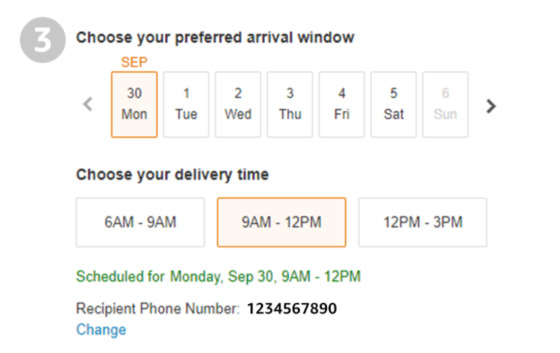 3 Choose your preferred arrival window
SEP
30 1 2 3 4 5 6
Mon Tue Wed Thu Fri Sat Sun
Choose your delivery time
6AM - 9AM 9AM - 12PM 12PM - 3PM
Scheduled for Monday, Sep 30, 9AM - 12PM
Recipient Phone Number: 1234567890
Change